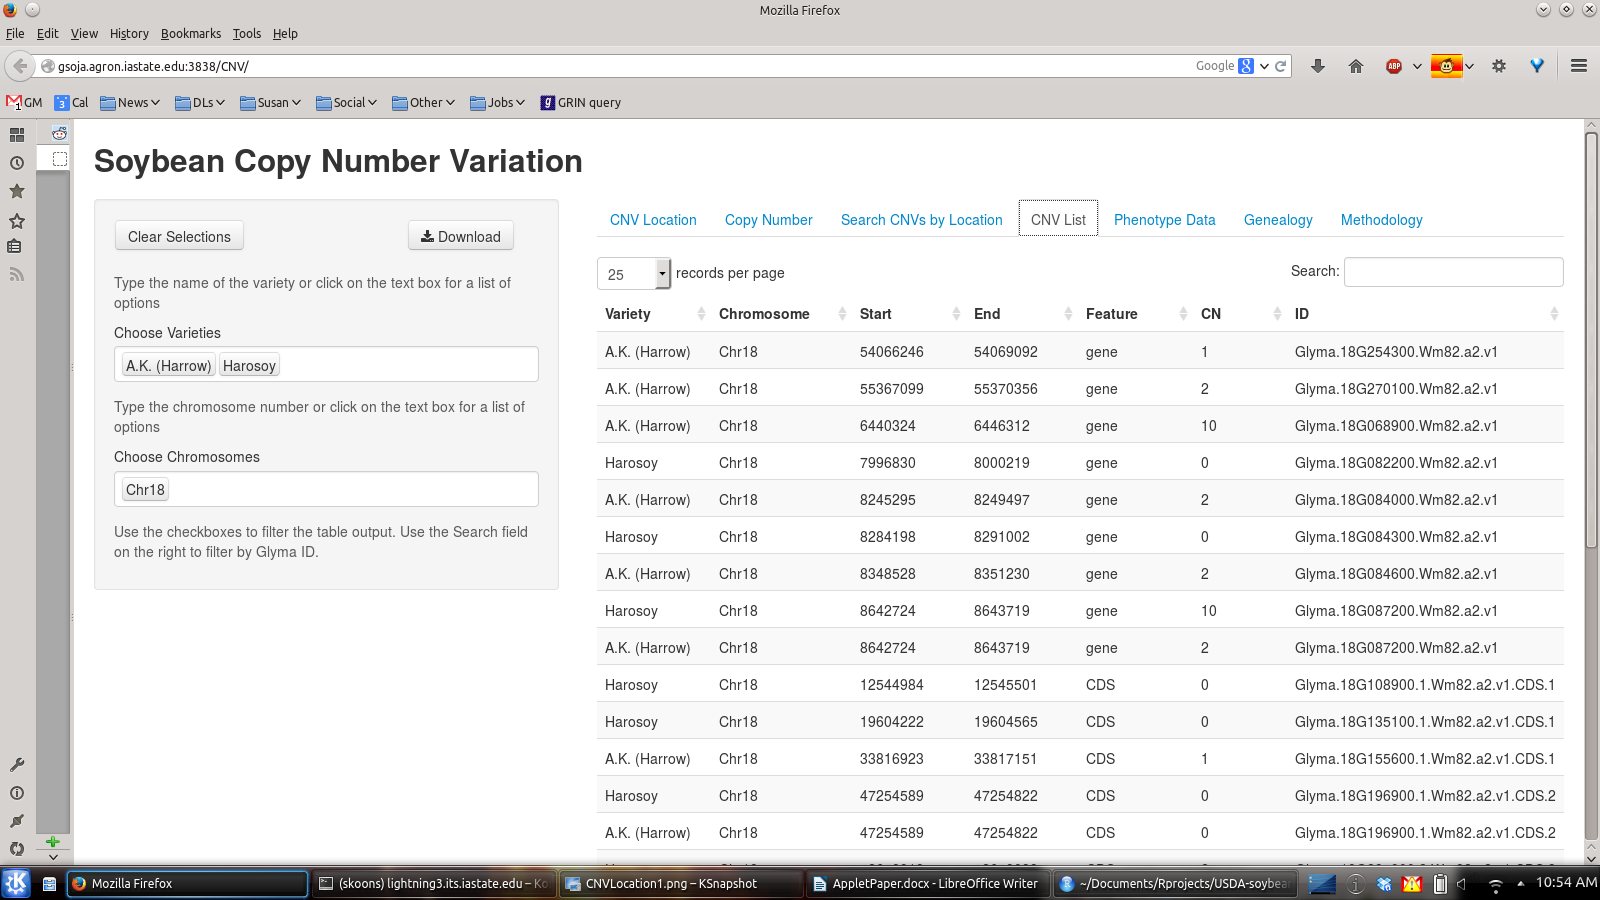 Mozilla Firefox
File Edit View History Bookmarks Tools Help
gsoja.agron.iastate.edu:3838/CNV/ Google
GM Cal News DLs Susan Social Other Jobs GRIN query
Soybean Copy Number Variation
Clear Selections Download
Type the name of the variety or click on the text box for a list of
options
Choose Varieties
A.K. (Harrow) Harosoy
Type the chromosome number or click on the text box for a list of
options
Choose Chromosomes
Chr18
Use the checkboxes to filter the table output. Use the Search field
on the right to filter by Glyma ID.
CNV Location Copy Number Search CNVs by Location CNV List Phenotype Data Genealogy Methodology
25 records per page Search:
Variety Chromosome Start End Feature CN ID
A.K. (Harrow) Chr18 54066246 54069092 gene 1 Glyma.18G254300.Wm82.a2.v1
A.K. (Harrow) Chr18 55367099 55370356 gene 2 Glyma.18G270100.Wm82.a2.v1
A.K. (Harrow) Chr18 6440324 6446312 gene 10 Glyma.18G068900.Wm82.a2.v1
Harosoy Chr18 7996830 8000219 gene 0 Glyma.18G082200.Wm82.a2.v1
A.K. (Harrow) Chr18 8245295 8249497 gene 2 Glyma.18G084000.Wm82.a2.v1
Harosoy Chr18 8284198 8291002 gene 0 Glyma.18G084300.Wm82.a2.v1
A.K. (Harrow) Chr18 8348528 8351230 gene 2 Glyma.18G084600.Wm82.a2.v1
Harosoy Chr18 8642724 8643719 gene 10 Glyma.18G087200.Wm82.a2.v1
A.K. (Harrow) Chr18 8642724 8643719 gene 2 Glyma.18G087200.Wm82.a2.v1
Harosoy Chr18 12544984 12545501 CDS 0 Glyma.18G108900.1.Wm82.a2.v1.CDS.1
Harosoy Chr18 19604222 19604565 CDS 0 Glyma.18G135100.1.Wm82.a2.v1.CDS.1
A.K. (Harrow) Chr18 33816923 33817151 CDS 1 Glyma.18G155600.1.Wm82.a2.v1.CDS.1
Harosoy Chr18 47254589 47254822 CDS 0 Glyma.18G196900.1.Wm82.a2.v1.CDS.2
A.K. (Harrow) Chr18 47254589 47254822 CDS 0 Glyma.18G196900.1.Wm82.a2.v1.CDS.2
Mozilla Firefox (skoons) lightning3.its.iastate.edu – Ko CNVLocation1.png – KSnapshot AppletPaper.docx - LibreOffice Writer ~/Documents/Rprojects/USDA-soybean 10:54 AM